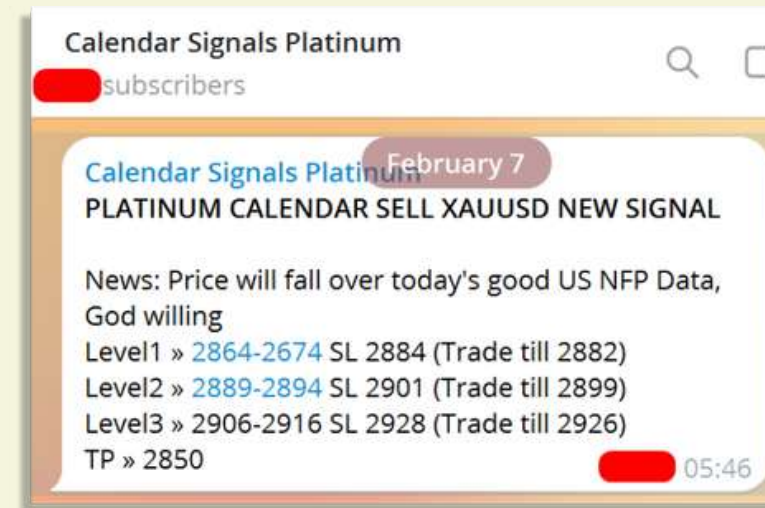 Calendar Signals Platinum
subscribers
February 7
Calendar Signals Platinum
PLATINUM CALENDAR SELL XAUUSD NEW SIGNAL
News: Price will fall over today's good US NFP Data,
God willing
Level1 » 2864-2674 SL 2884 (Trade till 2882)
Level2 » 2889-2894 SL 2901 (Trade till 2899)
Level3 » 2906-2916 SL 2928 (Trade till 2926)
TP » 2850
05:46